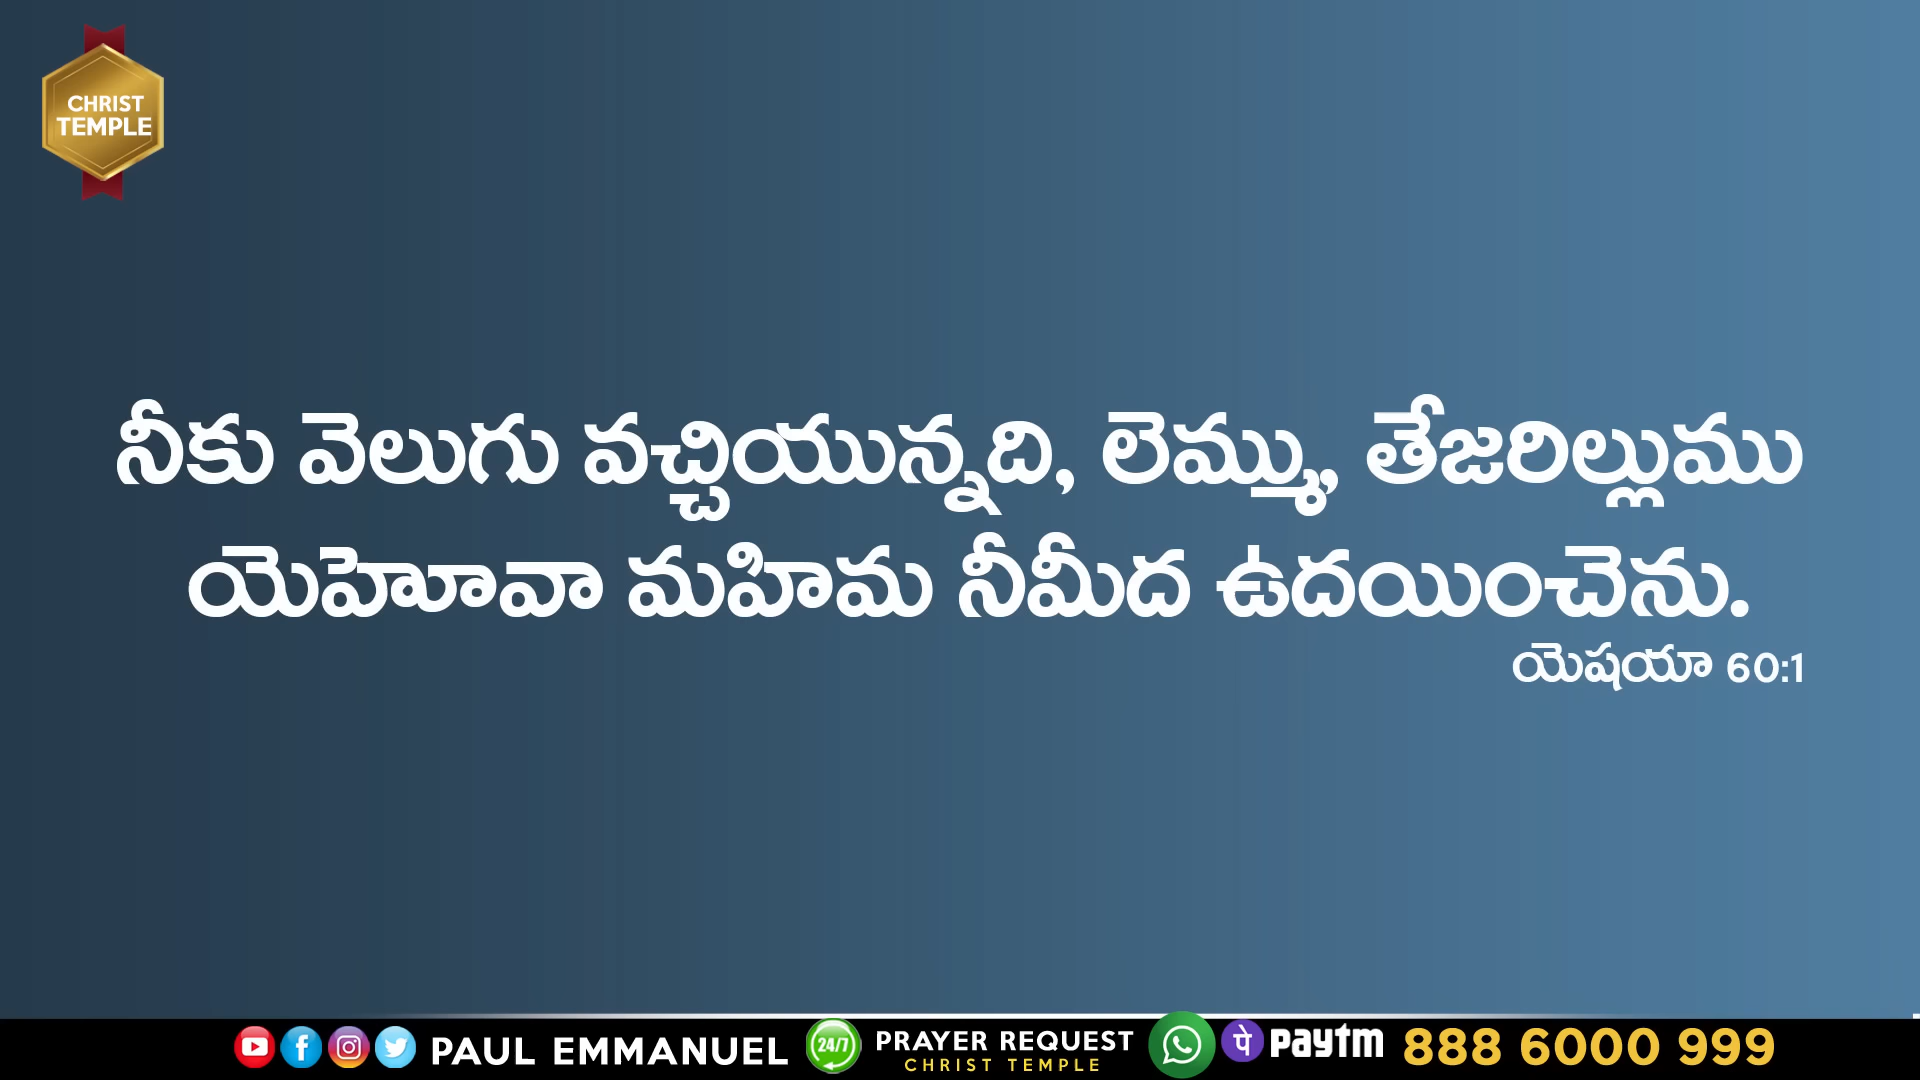 CHRIST
TEMPLE
నీకు వెలుగు వచ్చియున్నది, లెమ్ము, తేజరిల్లుము
యెహోవా మహిమ నీమీద ఉదయించెను.
యెషయా 60:1
PAUL EMMANUEL 24/7 PRAYER REQUEST पे paytm 888 6000 999
CHRIST TEMPLE